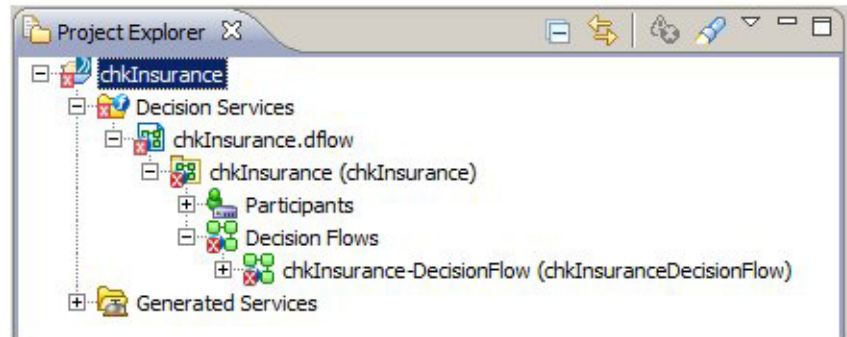 Project Explorer
chkInsurance
Decision Services
chkInsurance.dflow
chkInsurance (chkInsurance)
Participants
Decision Flows
chkInsurance-DecisionFlow (chkInsuranceDecisionFlow)
Generated Services